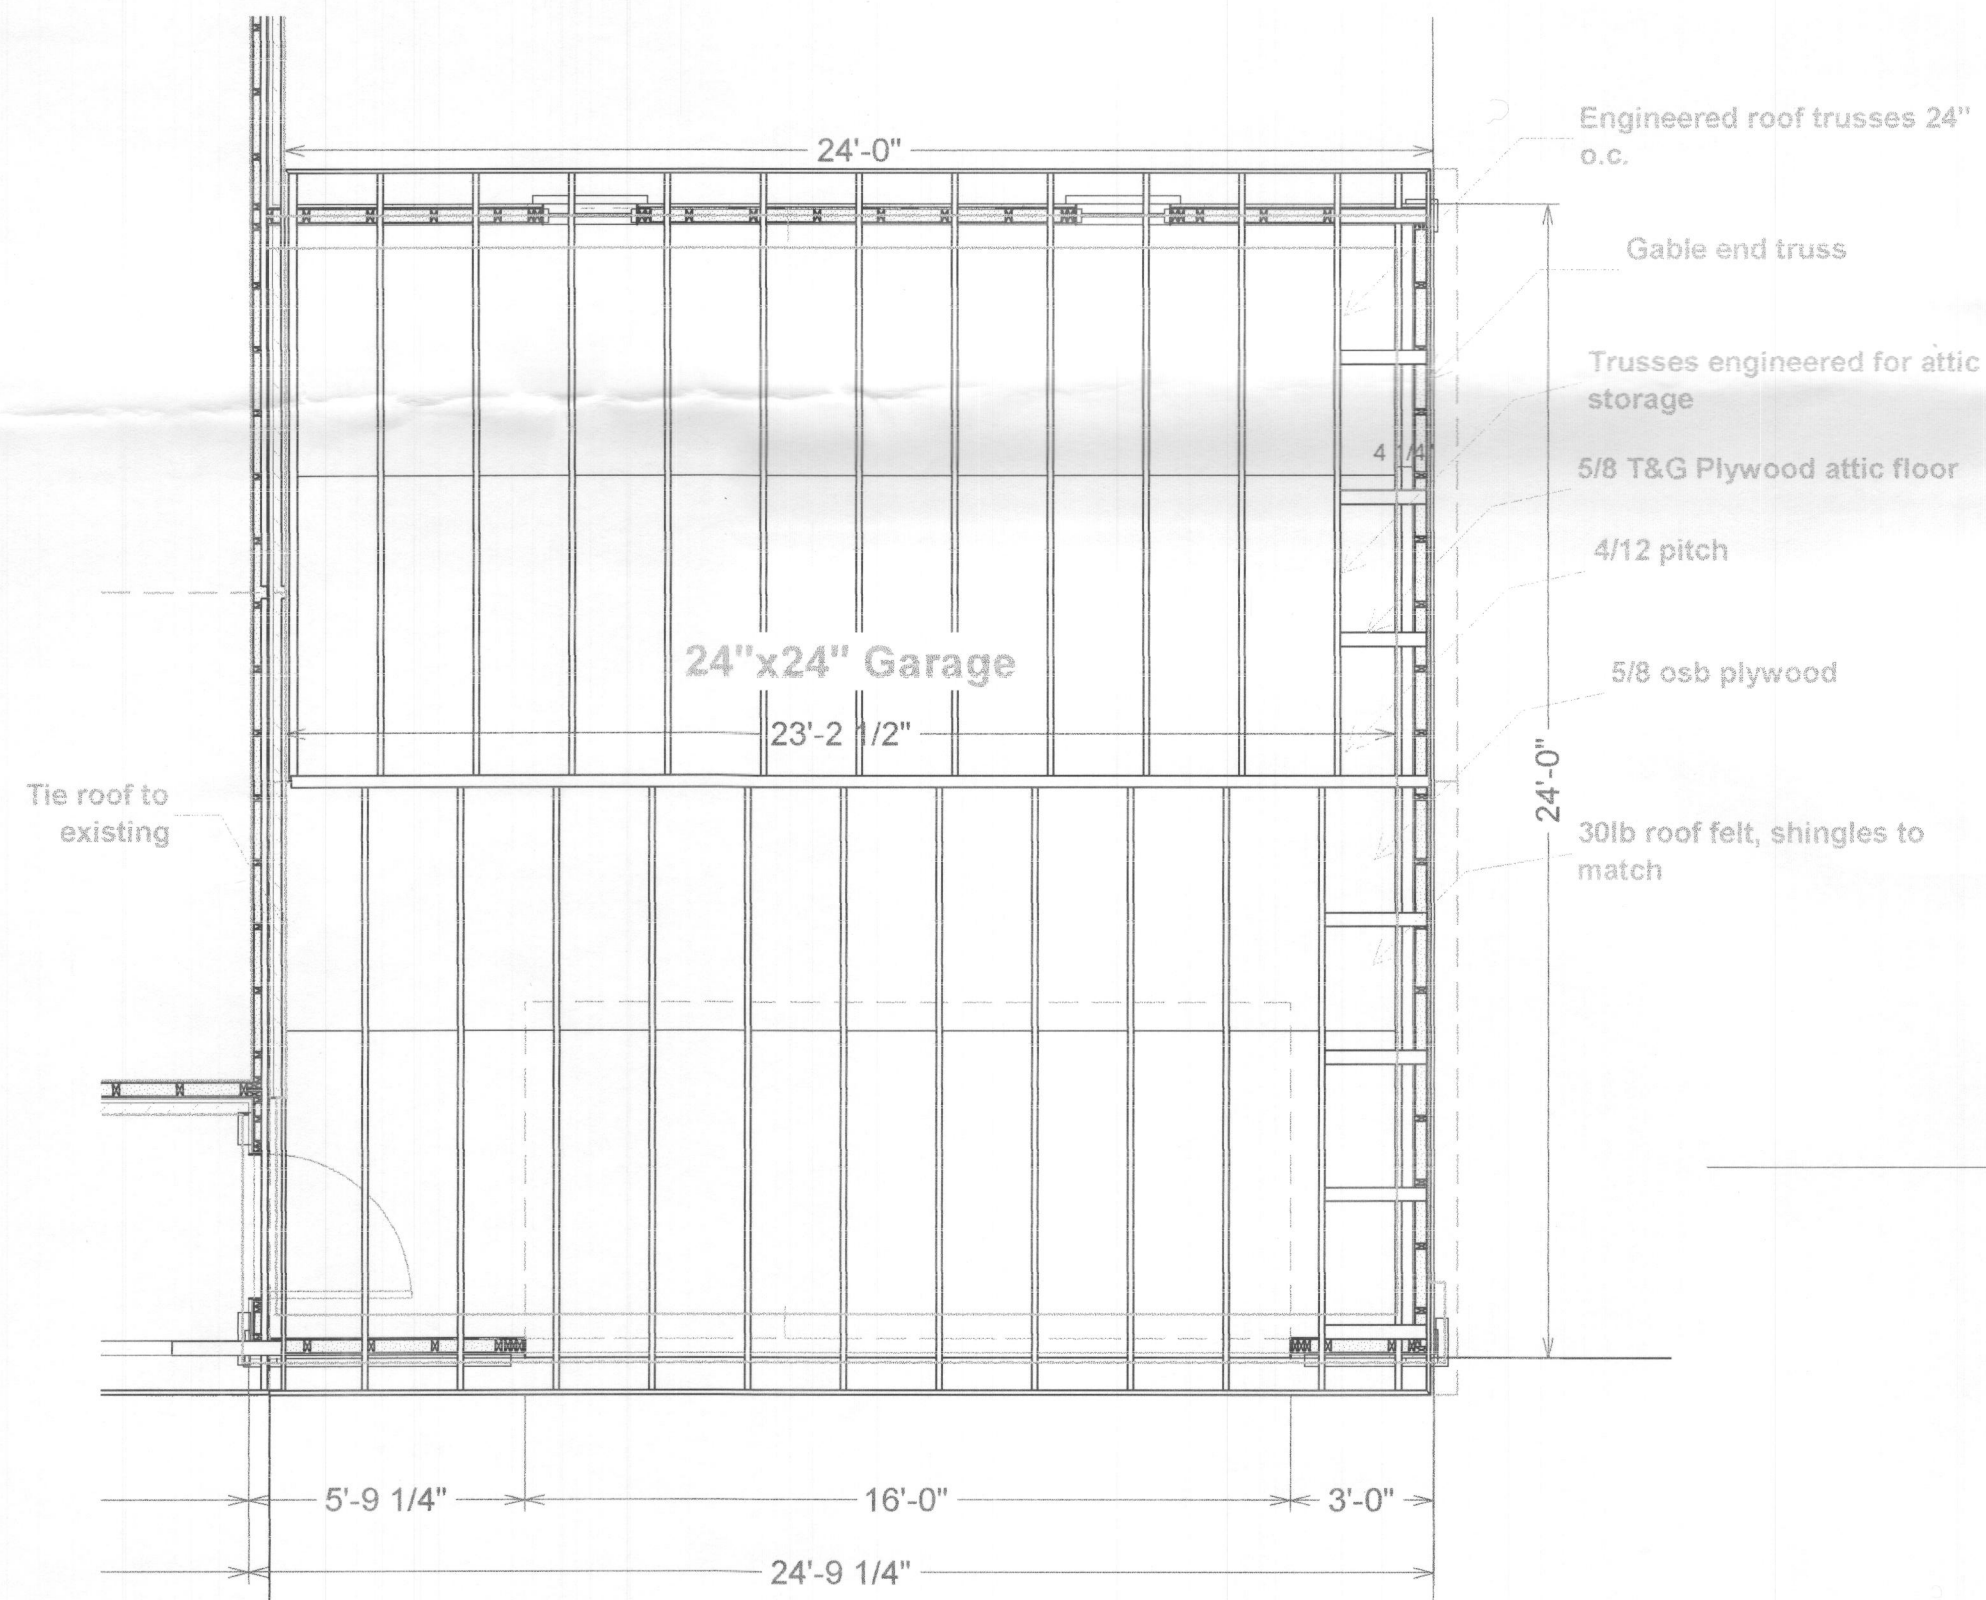 24'-0"
Engineered roof trusses 24"
o.c.
Gable end truss
Trusses engineered for attic
storage
4 1/4"
5/8 T&G Plywood attic floor
4/12 pitch
24"x24" Garage
5/8 osb plywood
23'-2 1/2"
24'-0"
Tie roof to
existing
30lb roof felt, shingles to
match
5'-9 1/4"
16'-0"
3'-0"
24'-9 1/4"